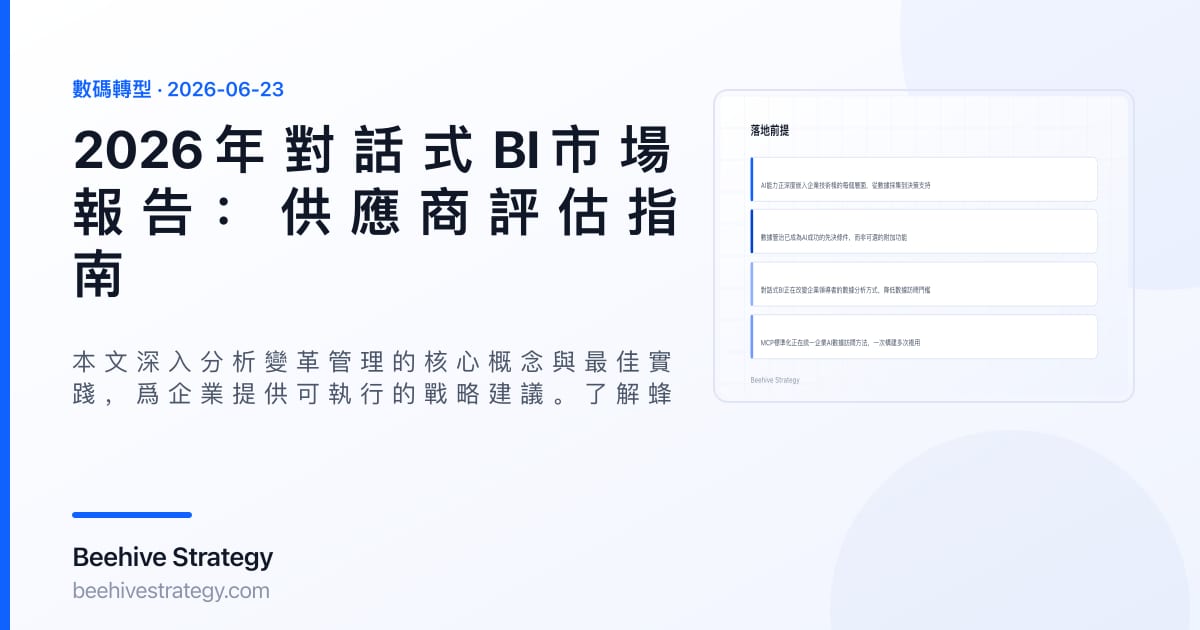 數碼轉型 · 2026-06-23
2026年對話式BI市場
報告：供應商評估指
南
本文深入分析變革管理的核心概念與最佳實
踐，爲企業提供可執行的戰略建議。了解蜂
Beehive Strategy
beehivestrategy.com
落地前提
AI能力正深度嵌入企業技術棧的每個層面，從數據採集到決策支持
數據管治已成為AI成功的先決條件，而非可選的附加功能
對話式BI正在改變企業領導者的數據分析方式，降低數據訪問門檻
MCP標準化正在統一企業AI數據訪問方法，一次構建多次複用
Beehive Strategy